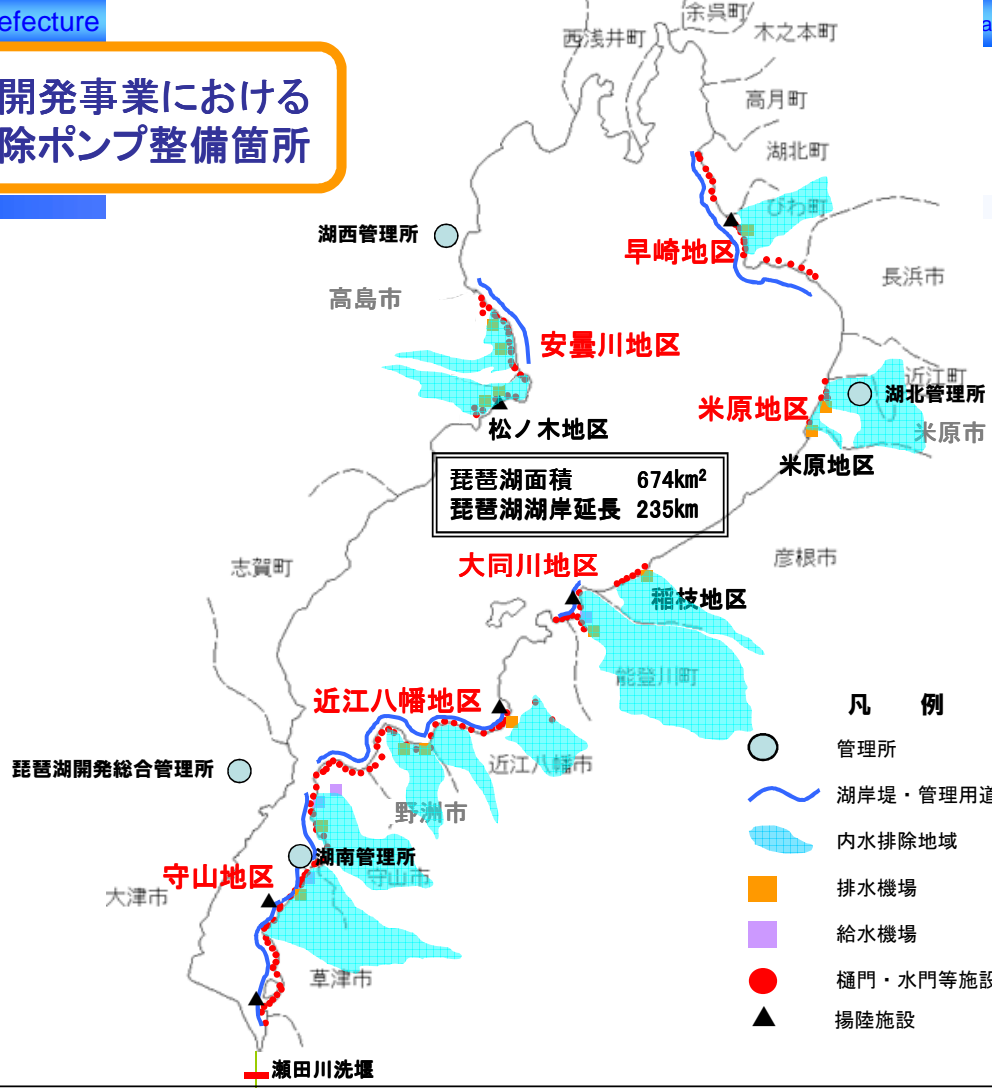 efecture
開発事業における
除ポンプ整備箇所
余呉町
西浅井町
木之本町
高月町
湖北町
びわ町
湖西管理所
早崎地区
長浜市
高島市
安曇川地区
近江町
湖北管理所
米原地区
米原市
松ノ木地区
米原地区
琵琶湖面積 674km²
琵琶湖湖岸延長 235km
彦根市
大同川地区
志賀町
稲枝地区
能登川町
近江八幡地区
近江八幡市
琵琶湖開発総合管理所
野洲市
湖南管理所
守山地区
守山市
大津市
草津市
瀬田川洗堰
凡 例
管理所
湖岸堤・管理用道
内水排除地域
排水機場
給水機場
樋門・水門等施設
揚陸施設